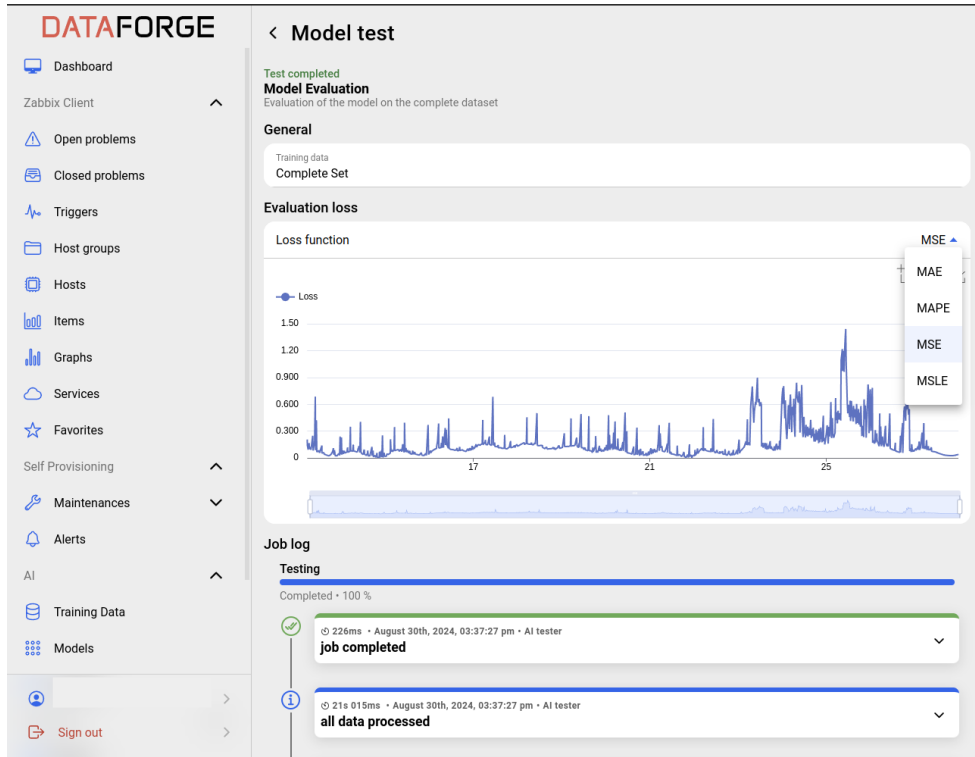 DATAFORGE
Dashboard
Zabbix Client
Open problems
Closed problems
Triggers
Host groups
Hosts
Items
Graphs
Services
Favorites
Self Provisioning
Maintenances
Alerts
AI
Training Data
Models
Sign out
Model test
Test completed
Model Evaluation
Evaluation of the model on the complete dataset
General
Training data
Complete Set
Evaluation loss
Loss function
MSE
MAE
MAPE
MSE
MSLE
Loss
1.50
1.20
0.900
0.600
0.300
0
17
21
25
Job log
Testing
Completed • 100 %
226ms • August 30th, 2024, 03:37:27 pm • AI tester
job completed
21s 015ms • August 30th, 2024, 03:37:27 pm • AI tester
all data processed